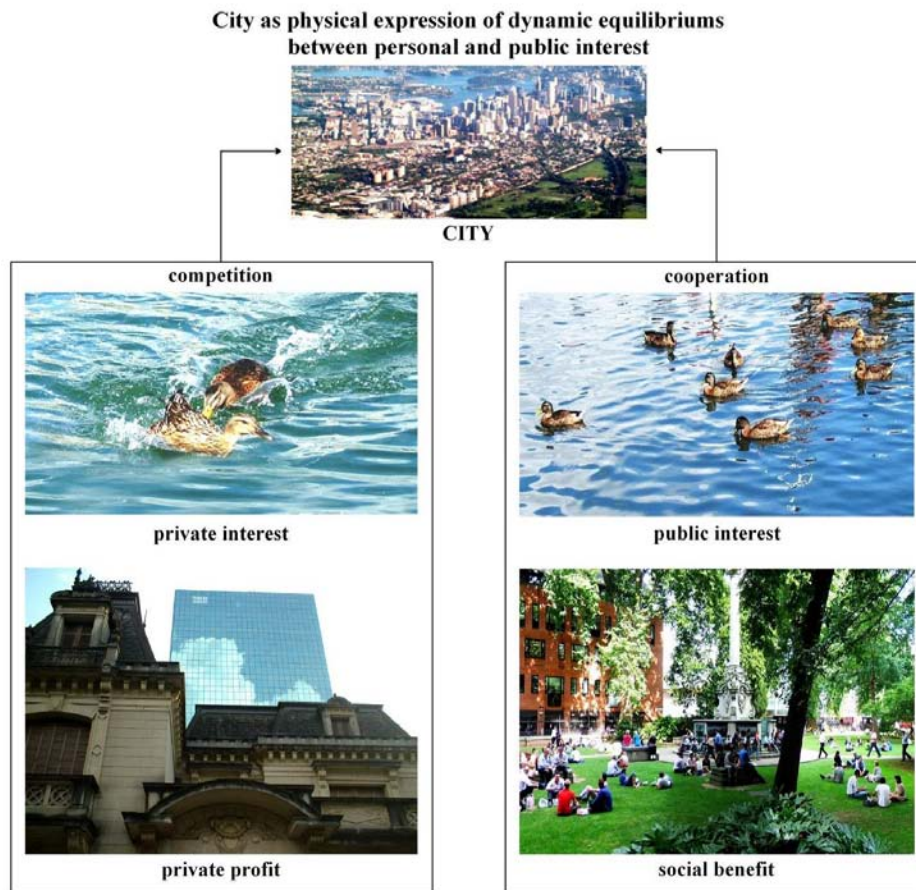 City as physical expression of dynamic equilibriums
between personal and public interest
CITY
competition
private interest
private profit
cooperation
public interest
social benefit